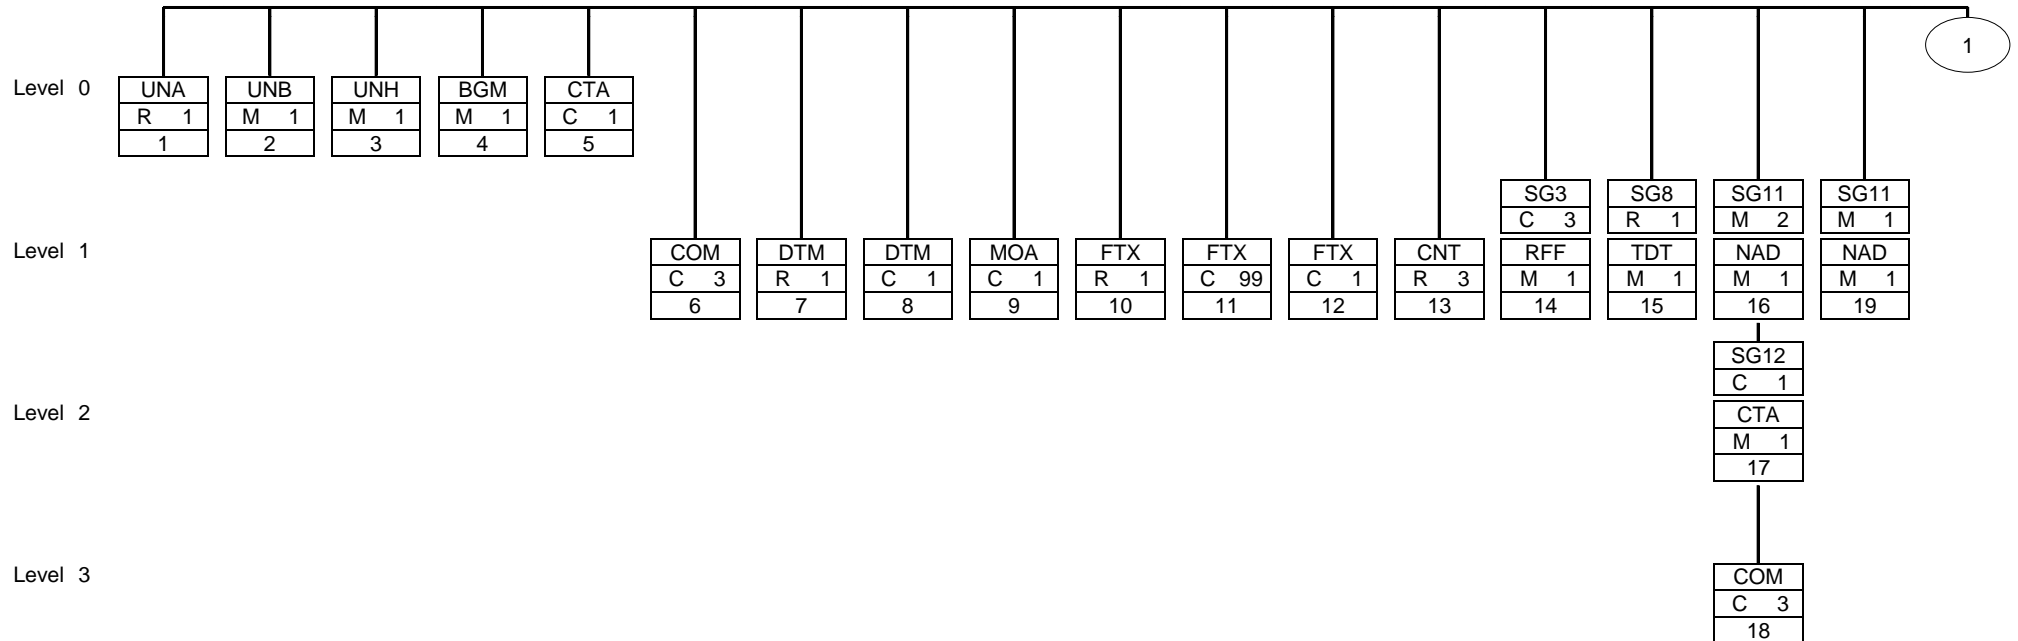 1
Level 0
UNA UNB UNH BGM CTA
R 1 M 1 M 1 M 1 C 1
1 2 3 4 5
SG3 SG8 SG11 SG11
C 3 R 1 M 2 M 1
Level 1
COM DTM DTM MOA FTX FTX FTX CNT RFF TDT NAD NAD
C 3 R 1 C 1 C 1 R 1 C 99 C 1 R 3 M 1 M 1 M 1 M 1
6 7 8 9 10 11 12 13 14 15 16 19
SG12
C 1
Level 2
CTA
M 1
17
Level 3
COM
C 3
18